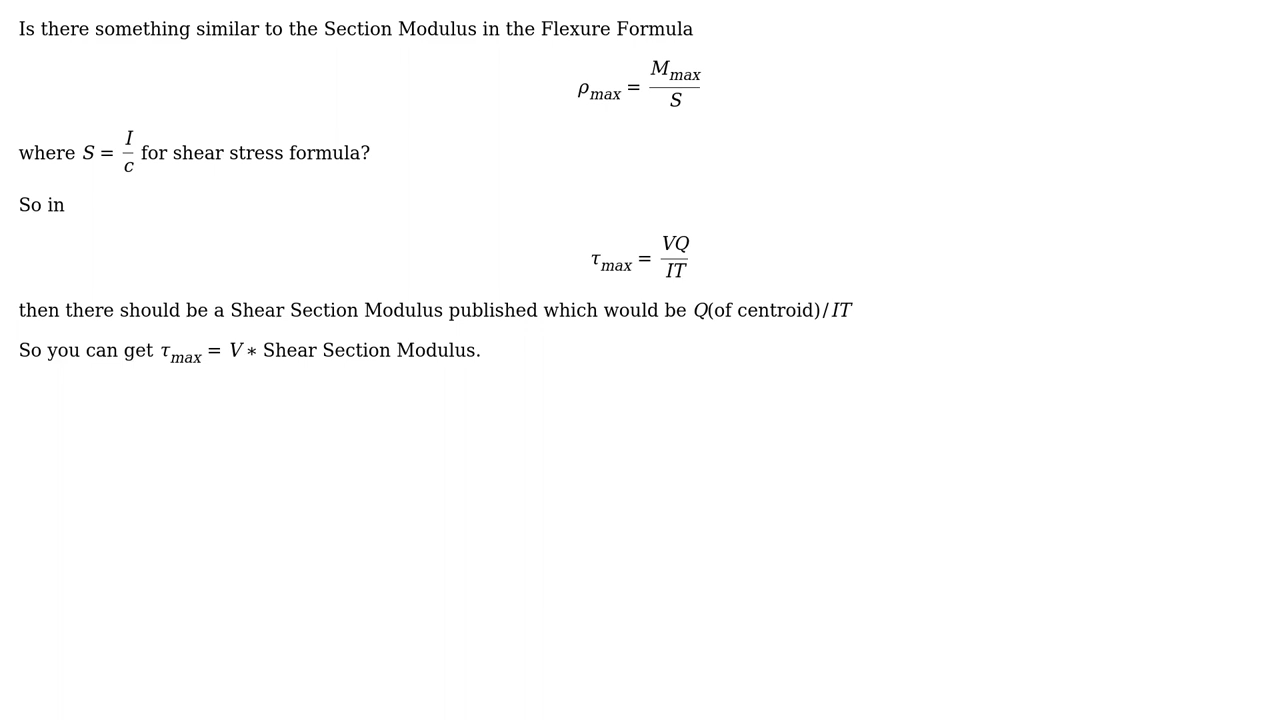 Is there something similar to the Section Modulus in the Flexure Formula
ρ_max = M_max / S
where S = I / c for shear stress formula?
So in
τ_max = VQ / IT
then there should be a Shear Section Modulus published which would be Q(of centroid)/IT
So you can get τ_max = V * Shear Section Modulus.